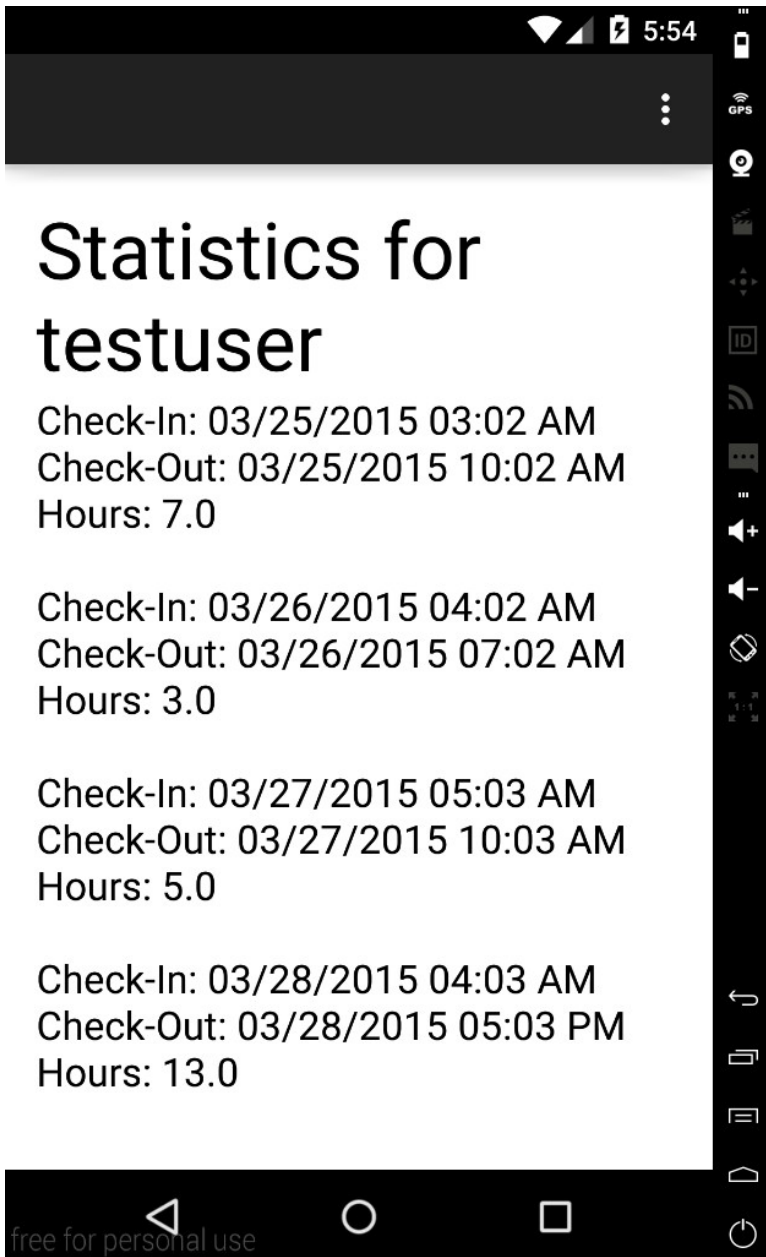 5:54
GPS
Statistics for
testuser
Check-In: 03/25/2015 03:02 AM
Check-Out: 03/25/2015 10:02 AM
Hours: 7.0
Check-In: 03/26/2015 04:02 AM
Check-Out: 03/26/2015 07:02 AM
Hours: 3.0
Check-In: 03/27/2015 05:03 AM
Check-Out: 03/27/2015 10:03 AM
Hours: 5.0
Check-In: 03/28/2015 04:03 AM
Check-Out: 03/28/2015 05:03 PM
Hours: 13.0
ID
1:1
free for personal use